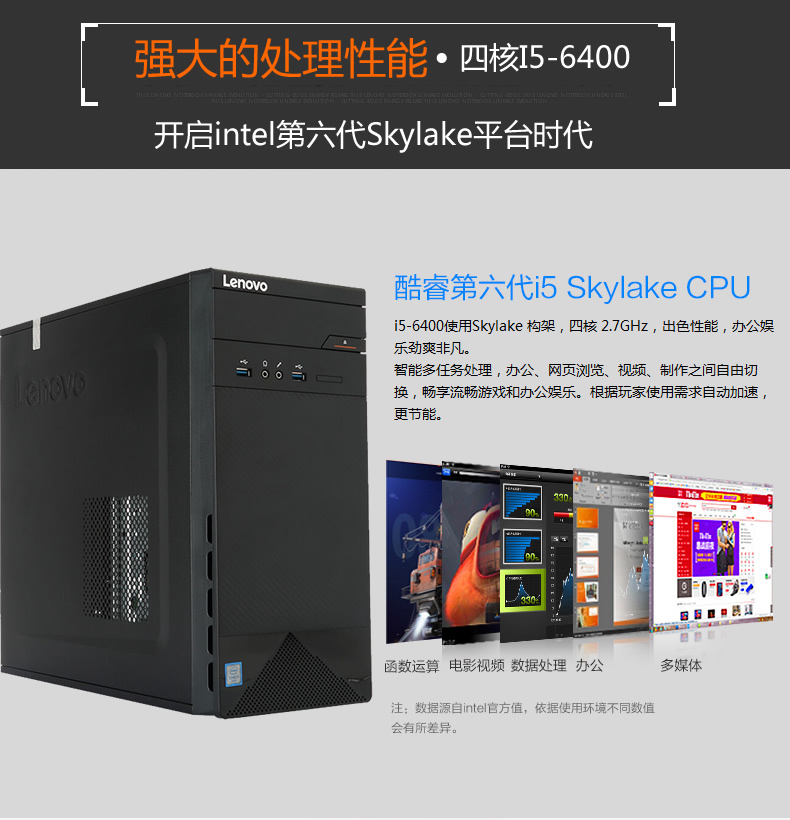 强大的处理性能·四核I5-6400
开启intel第六代Skylake平台时代
Lenovo
Lenovo
酷睿第六代i5 Skylake CPU
i5-6400使用Skylake 构架，四核 2.7GHz，出色性能，办公娱
乐劲爽非凡。
智能多任务处理，办公、网页浏览、视频、制作之间自由切
换，畅享流畅游戏和办公娱乐。根据玩家使用需求自动加速，
更节能。
330
90%
90%
330
函数运算 电影视频 数据处理 办公 多媒体
注：数据源自intel官方值，依据使用环境不同数值
会有所差异。